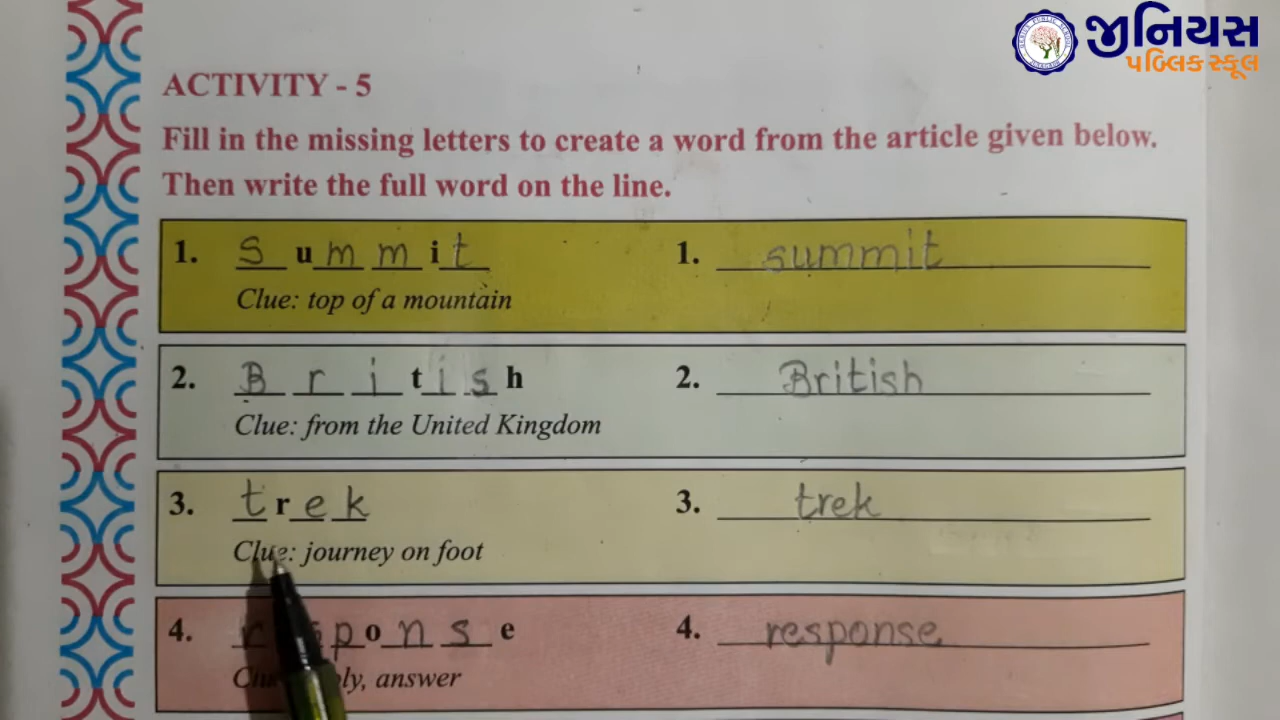 જીનિયસ
પબ્લિક સ્કૂલ
ACTIVITY - 5
Fill in the missing letters to create a word from the article given below.
Then write the full word on the line.
1. s u m m i t 1. summit
Clue: top of a mountain
2. B r i t i s h 2. British
Clue: from the United Kingdom
3. t r e k 3. trek
Clue: journey on foot
4. r s p o n s e 4. response
answer